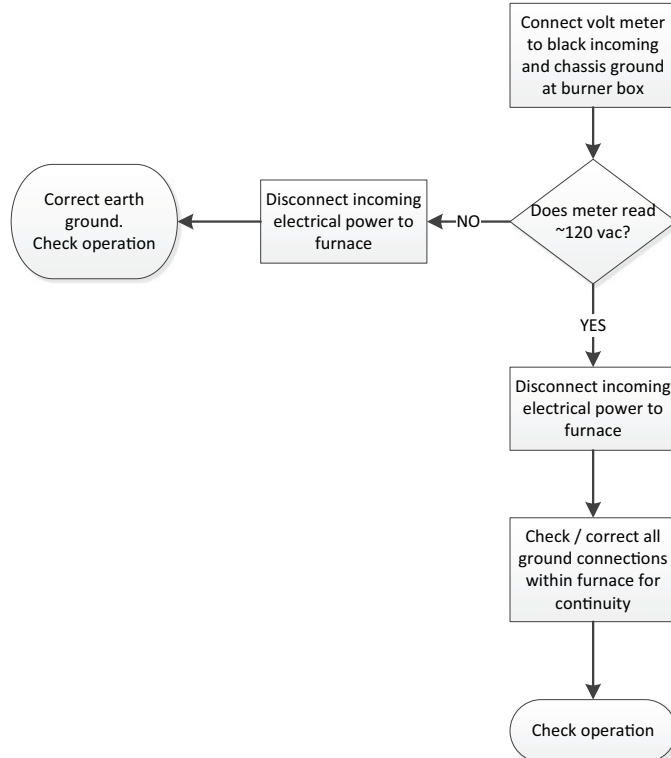 Connect volt meter
to black incoming
and chassis ground
at burner box
Does meter read
~120 vac?
NO
Disconnect incoming
electrical power to
furnace
Correct earth
ground.
Check operation
YES
Disconnect incoming
electrical power to
furnace
Check / correct all
ground connections
within furnace for
continuity
Check operation